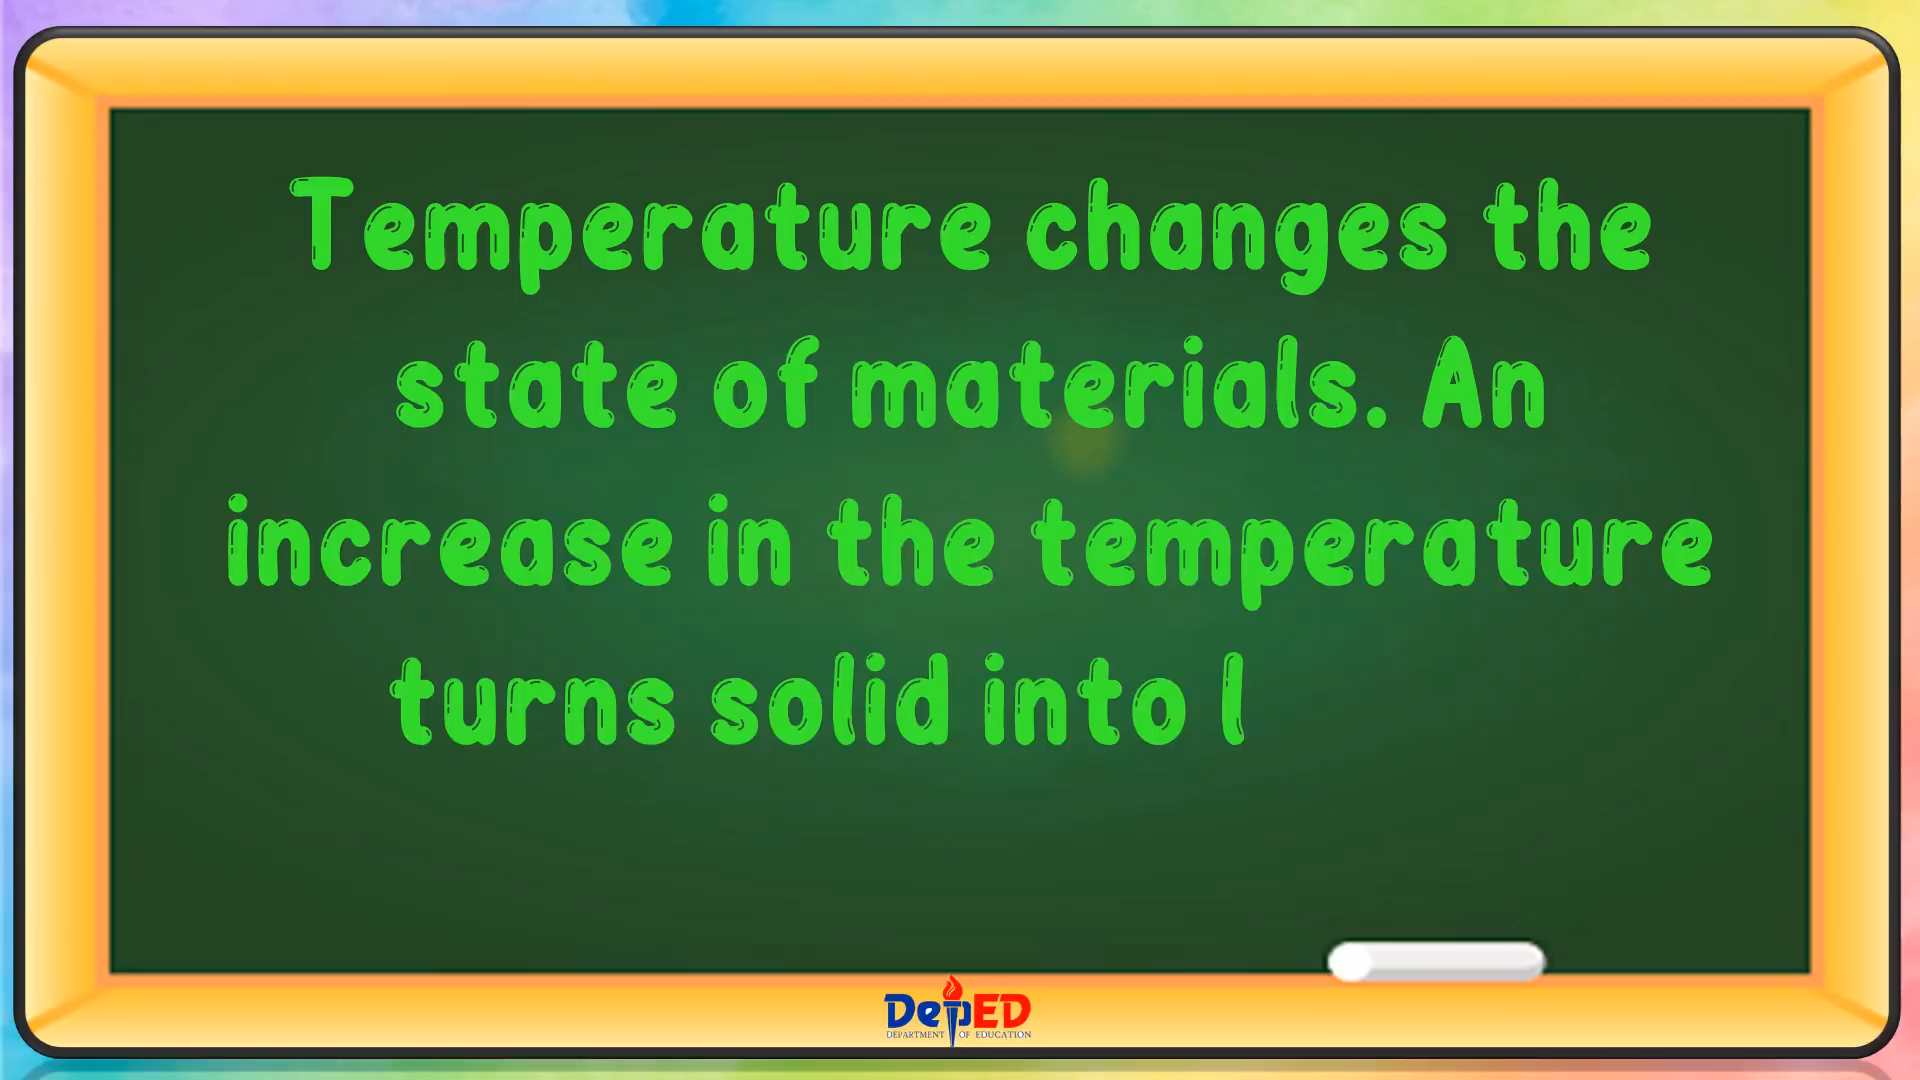 Temperature changes the
state of materials. An
increase in the temperature
turns solid into l
DepED
DEPARTMENT OF EDUCATION